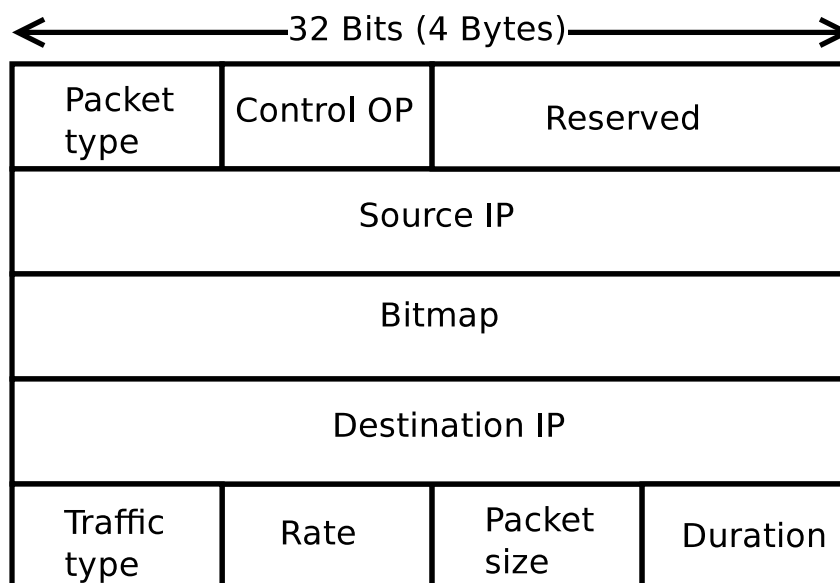 32 Bits (4 Bytes)
Packet
type
Control OP
Reserved
Source IP
Bitmap
Destination IP
Traffic
type
Rate
Packet
size
Duration